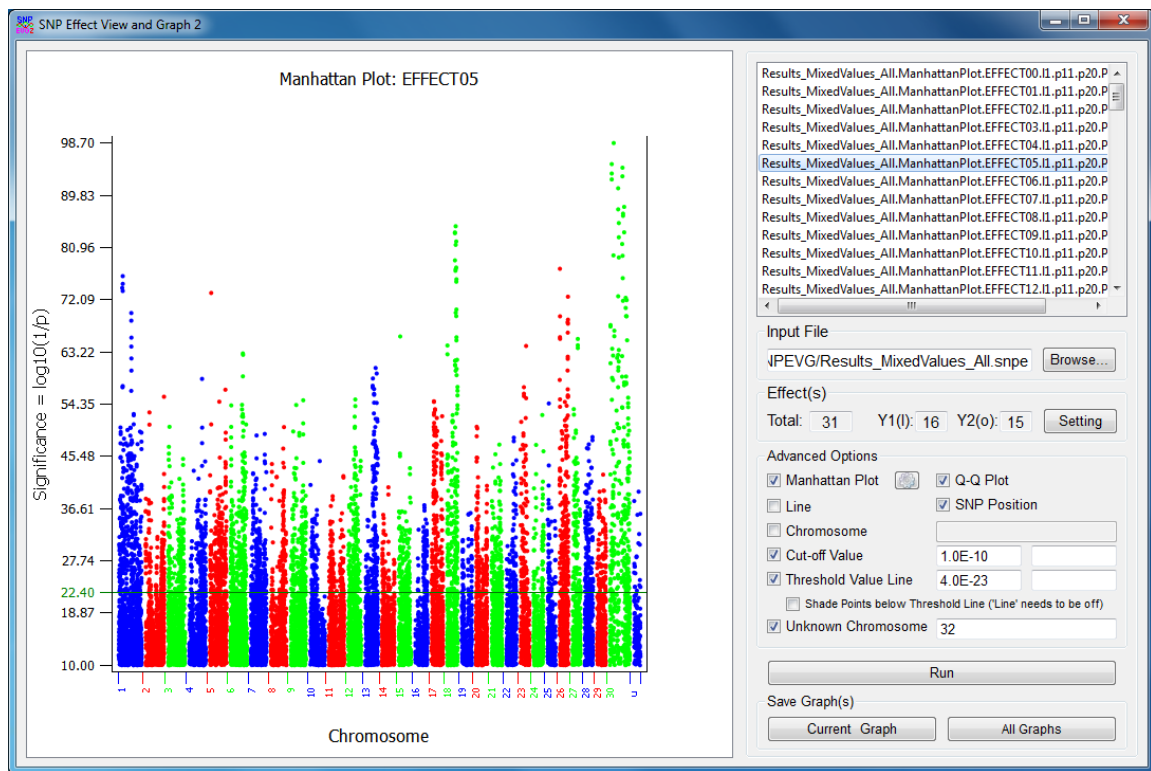 SNP Effect View and Graph 2
Manhattan Plot: EFFECT05
Significance = log10(1/p)
98.70
89.83
80.96
72.09
63.22
54.35
45.48
36.61
27.74
22.40
18.87
10.00
1 2 3 4 5 6 7 8 9 10 11 12 13 14 15 16 17 18 19 20 21 22 23 24 25 26 27 28 29 30 u
Chromosome
Results_MixedValues_All.ManhattanPlot.EFFECT00.l1.p11.p20.P
Results_MixedValues_All.ManhattanPlot.EFFECT01.l1.p11.p20.P
Results_MixedValues_All.ManhattanPlot.EFFECT02.l1.p11.p20.P
Results_MixedValues_All.ManhattanPlot.EFFECT03.l1.p11.p20.P
Results_MixedValues_All.ManhattanPlot.EFFECT04.l1.p11.p20.P
Results_MixedValues_All.ManhattanPlot.EFFECT05.l1.p11.p20.P
Results_MixedValues_All.ManhattanPlot.EFFECT06.l1.p11.p20.P
Results_MixedValues_All.ManhattanPlot.EFFECT07.l1.p11.p20.P
Results_MixedValues_All.ManhattanPlot.EFFECT08.l1.p11.p20.P
Results_MixedValues_All.ManhattanPlot.EFFECT09.l1.p11.p20.P
Results_MixedValues_All.ManhattanPlot.EFFECT10.l1.p11.p20.P
Results_MixedValues_All.ManhattanPlot.EFFECT11.l1.p11.p20.P
Results_MixedValues_All.ManhattanPlot.EFFECT12.l1.p11.p20.P
Input File
NPEVG/Results_MixedValues_All.snpe Browse...
Effect(s)
Total: 31 Y1(l): 16 Y2(o): 15 Setting
Advanced Options
Manhattan Plot Q-Q Plot
Line SNP Position
Chromosome
Cut-off Value 1.0E-10
Threshold Value Line 4.0E-23
Shade Points below Threshold Line ('Line' needs to be off)
Unknown Chromosome 32
Run
Save Graph(s)
Current Graph All Graphs